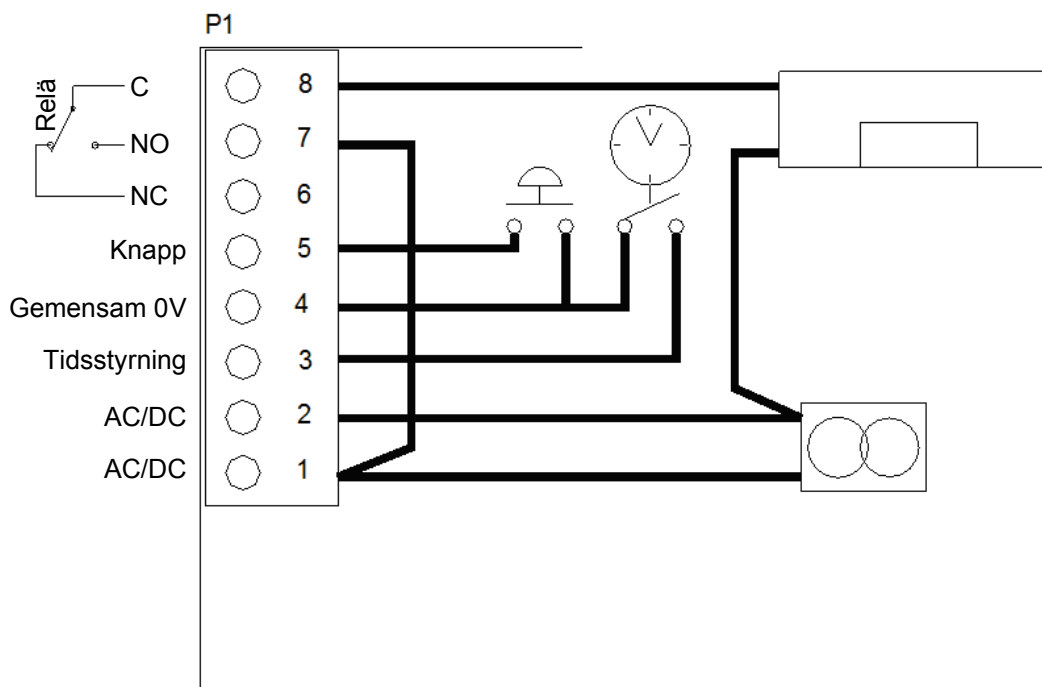 P1
Relä
C 8
NO 7
NC 6
Knapp 5
Gemensam 0V 4
Tidsstyrning 3
AC/DC 2
AC/DC 1